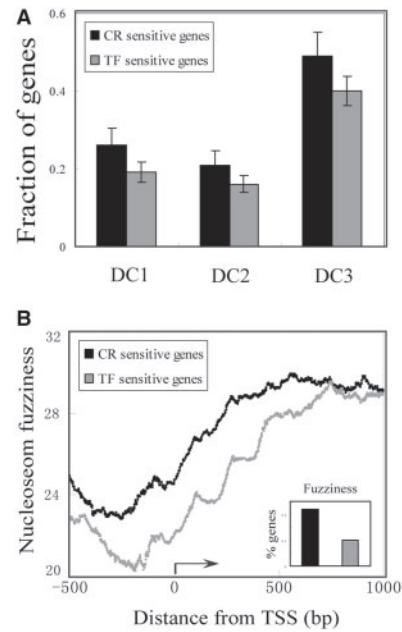 A
0.6
0.4
0.2
0
Fraction of genes
CR sensitive genes
TF sensitive genes
DC1 DC2 DC3
B
32
28
24
20
Nucleoseom fuzziness
CR sensitive genes
TF sensitive genes
Fuzziness
% genes
-500 0 500 1000
Distance from TSS (bp)